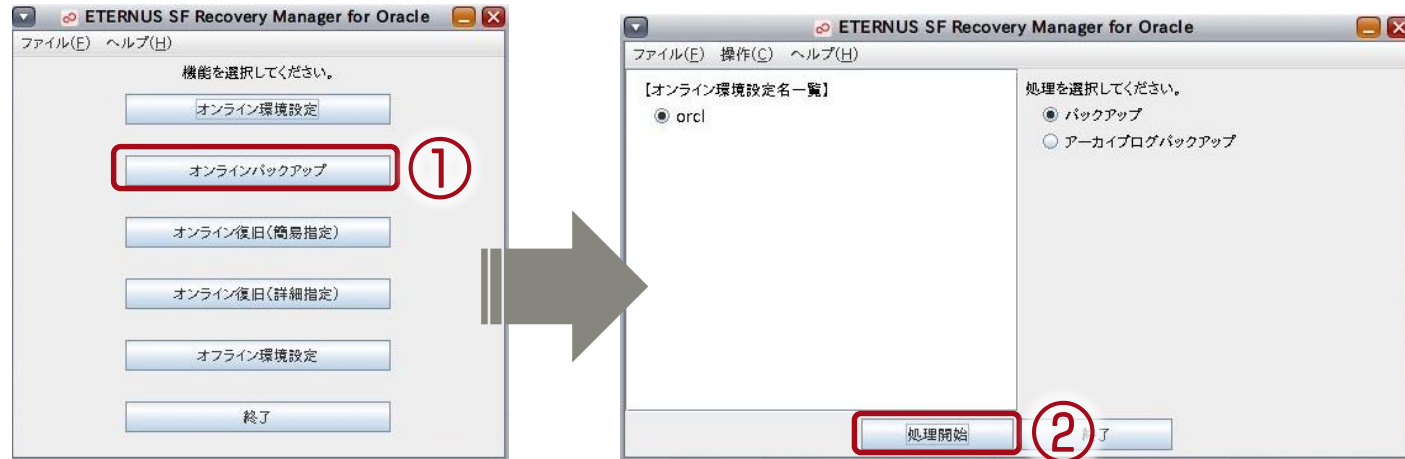 ETERNUS SF Recovery Manager for Oracle
ファイル(F) ヘルプ(H)
機能を選択してください。
オンライン環境設定
オンラインバックアップ
①
オンライン復旧(簡易指定)
オンライン復旧(詳細指定)
オフライン環境設定
終了
ETERNUS SF Recovery Manager for Oracle
ファイル(F) 操作(C) ヘルプ(H)
【オンライン環境設定名一覧】
orcl
処理を選択してください。
バックアップ
アーカイブログバックアップ
処理開始
②
了